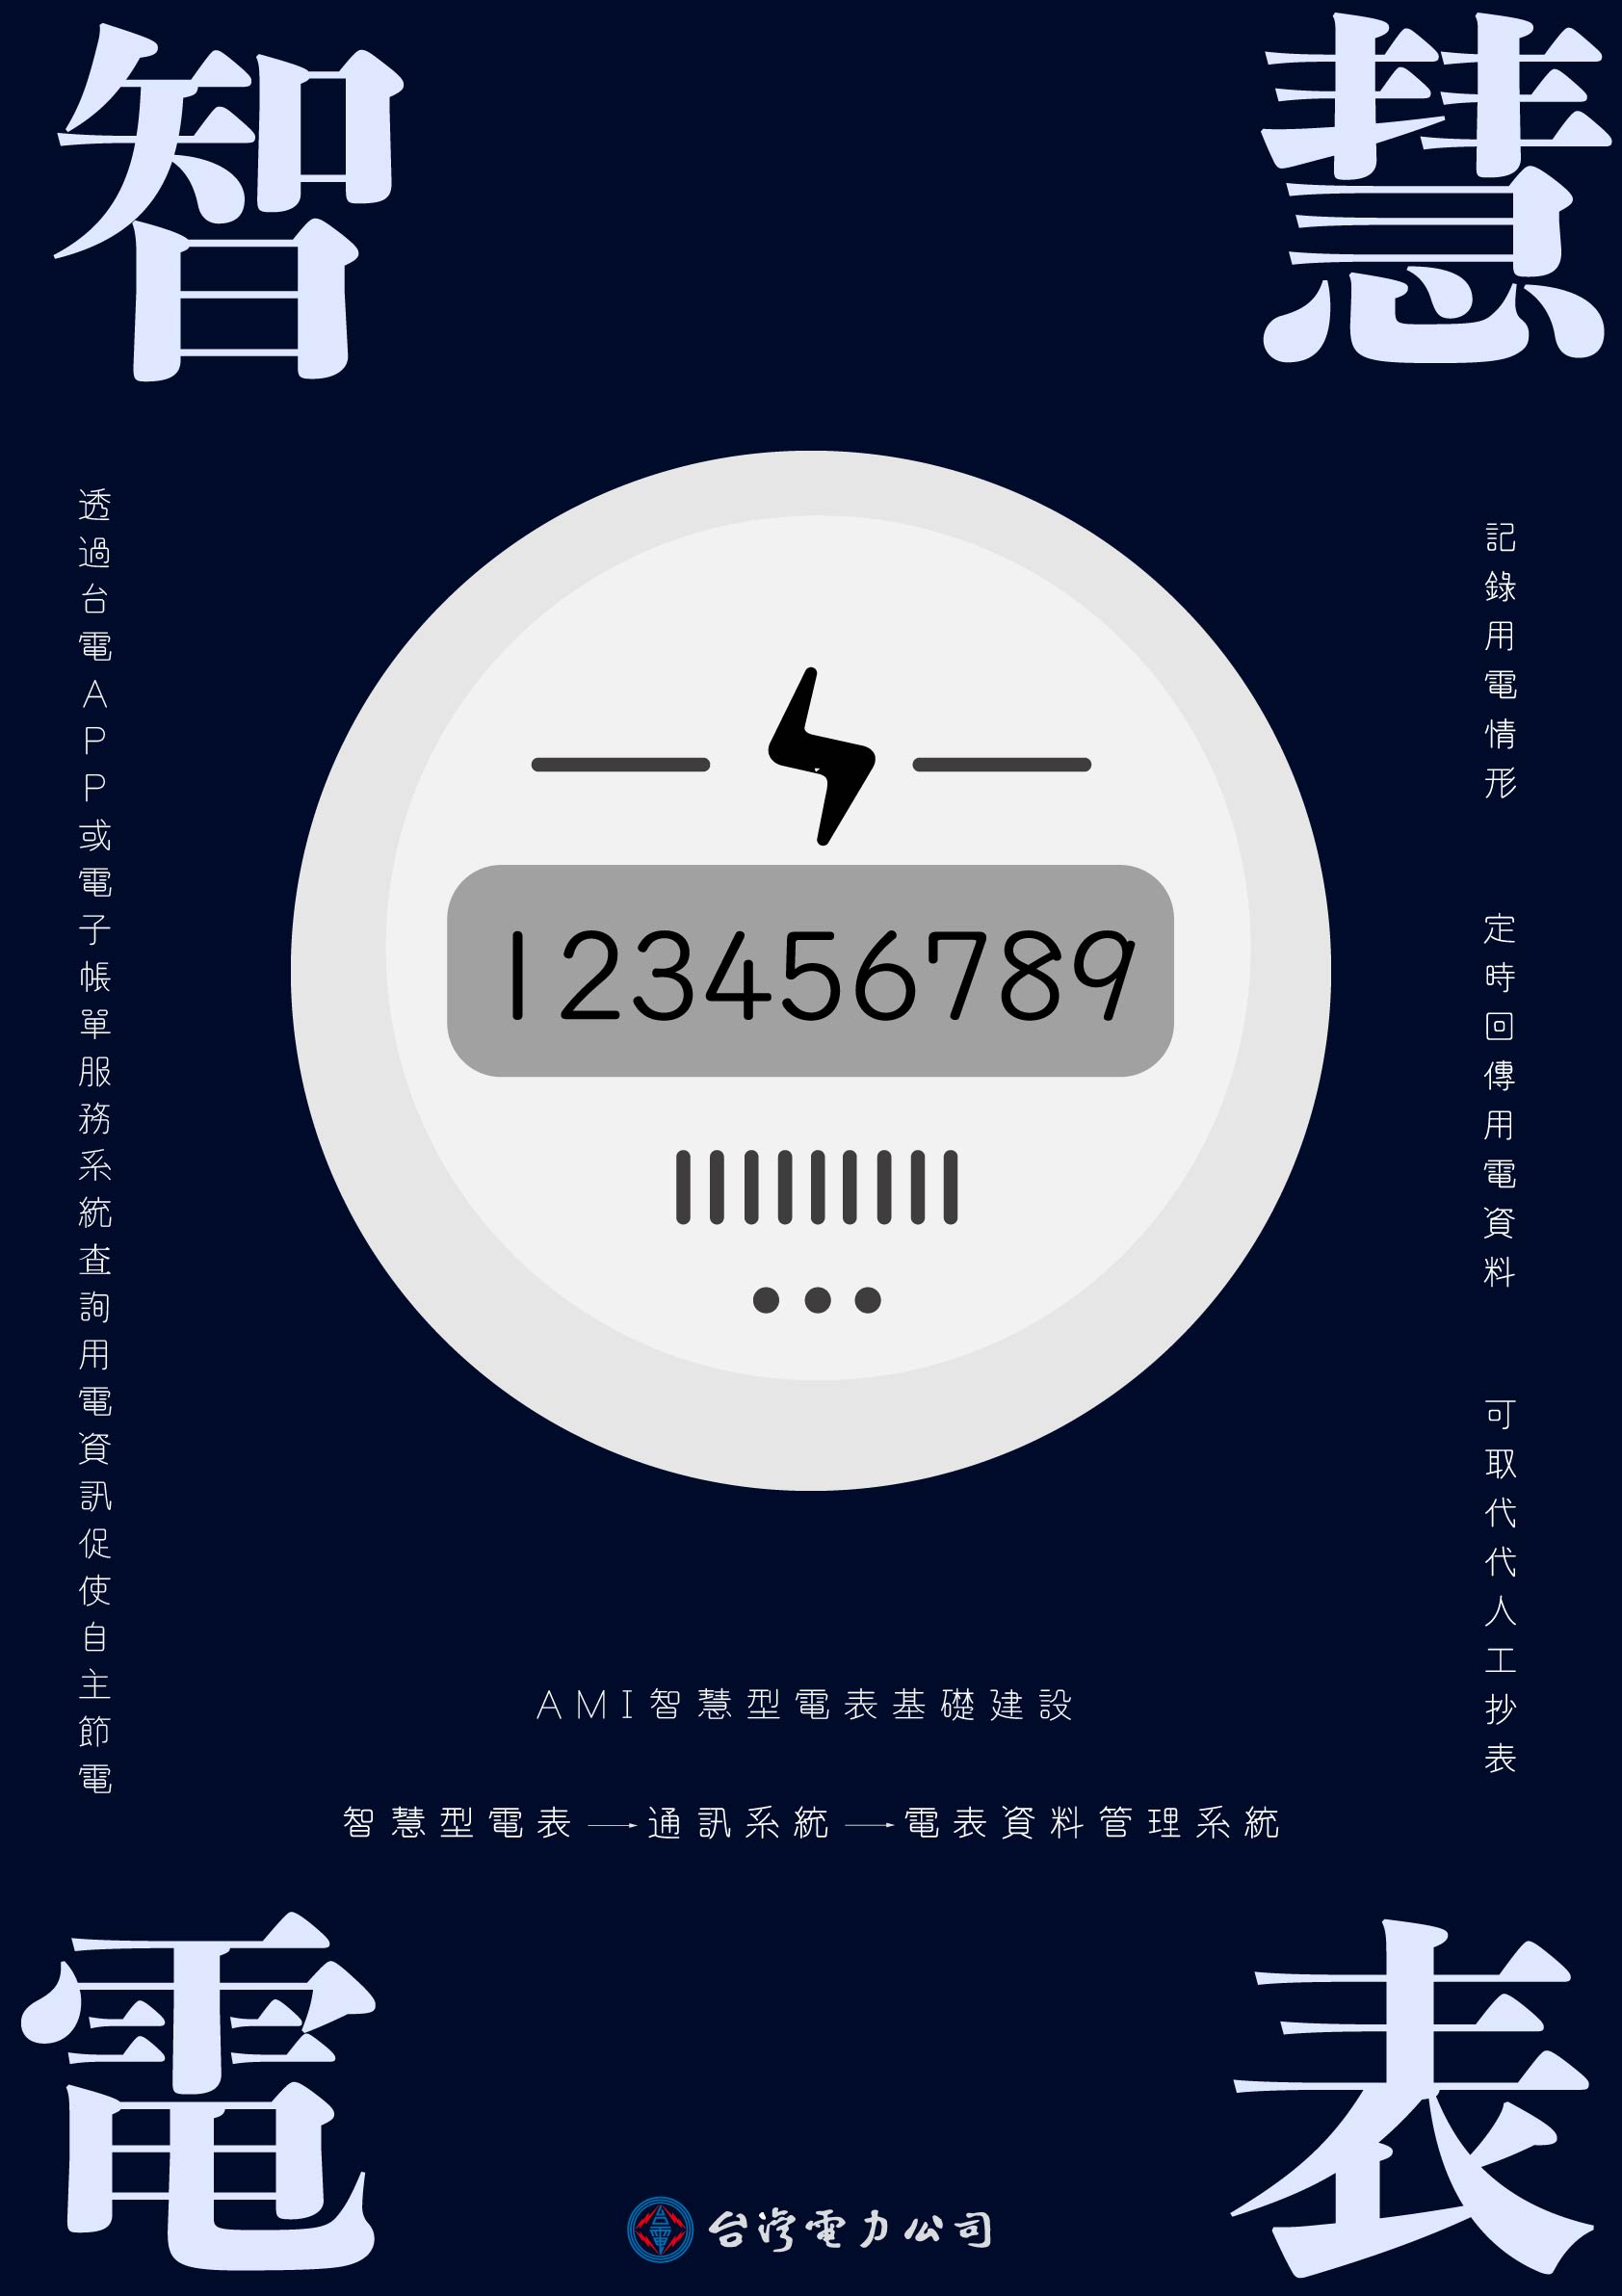 智慧
記錄用電情形
定時回傳用電資料
可取代代人工抄表
透過台電APP或電子帳單服務系統查詢用電資訊促使自主節電
123456789
AMI智慧型電表基礎建設
智慧型電表→通訊系統→電表資料管理系統
電表
台灣電力公司